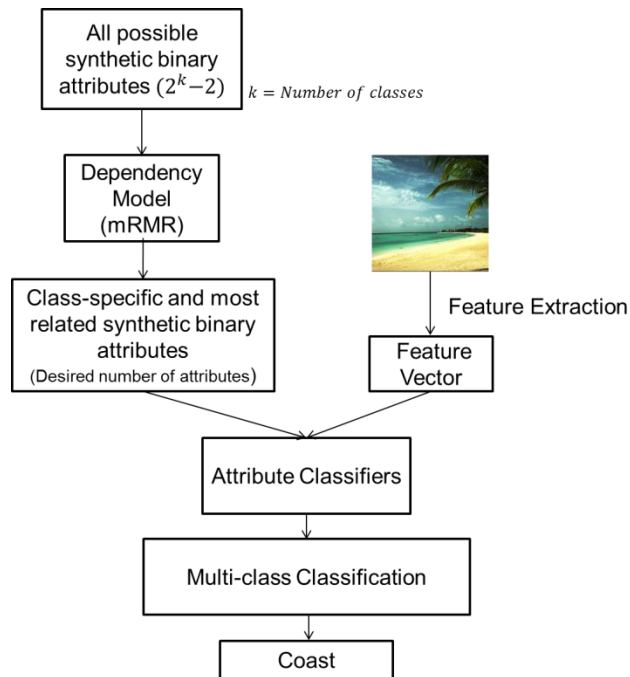 All possible
synthetic binary
attributes (2^k−2)
k = Number of classes
Dependency
Model
(mRMR)
Class-specific and most
related synthetic binary
attributes
(Desired number of attributes)
Feature Extraction
Feature
Vector
Attribute Classifiers
Multi-class Classification
Coast